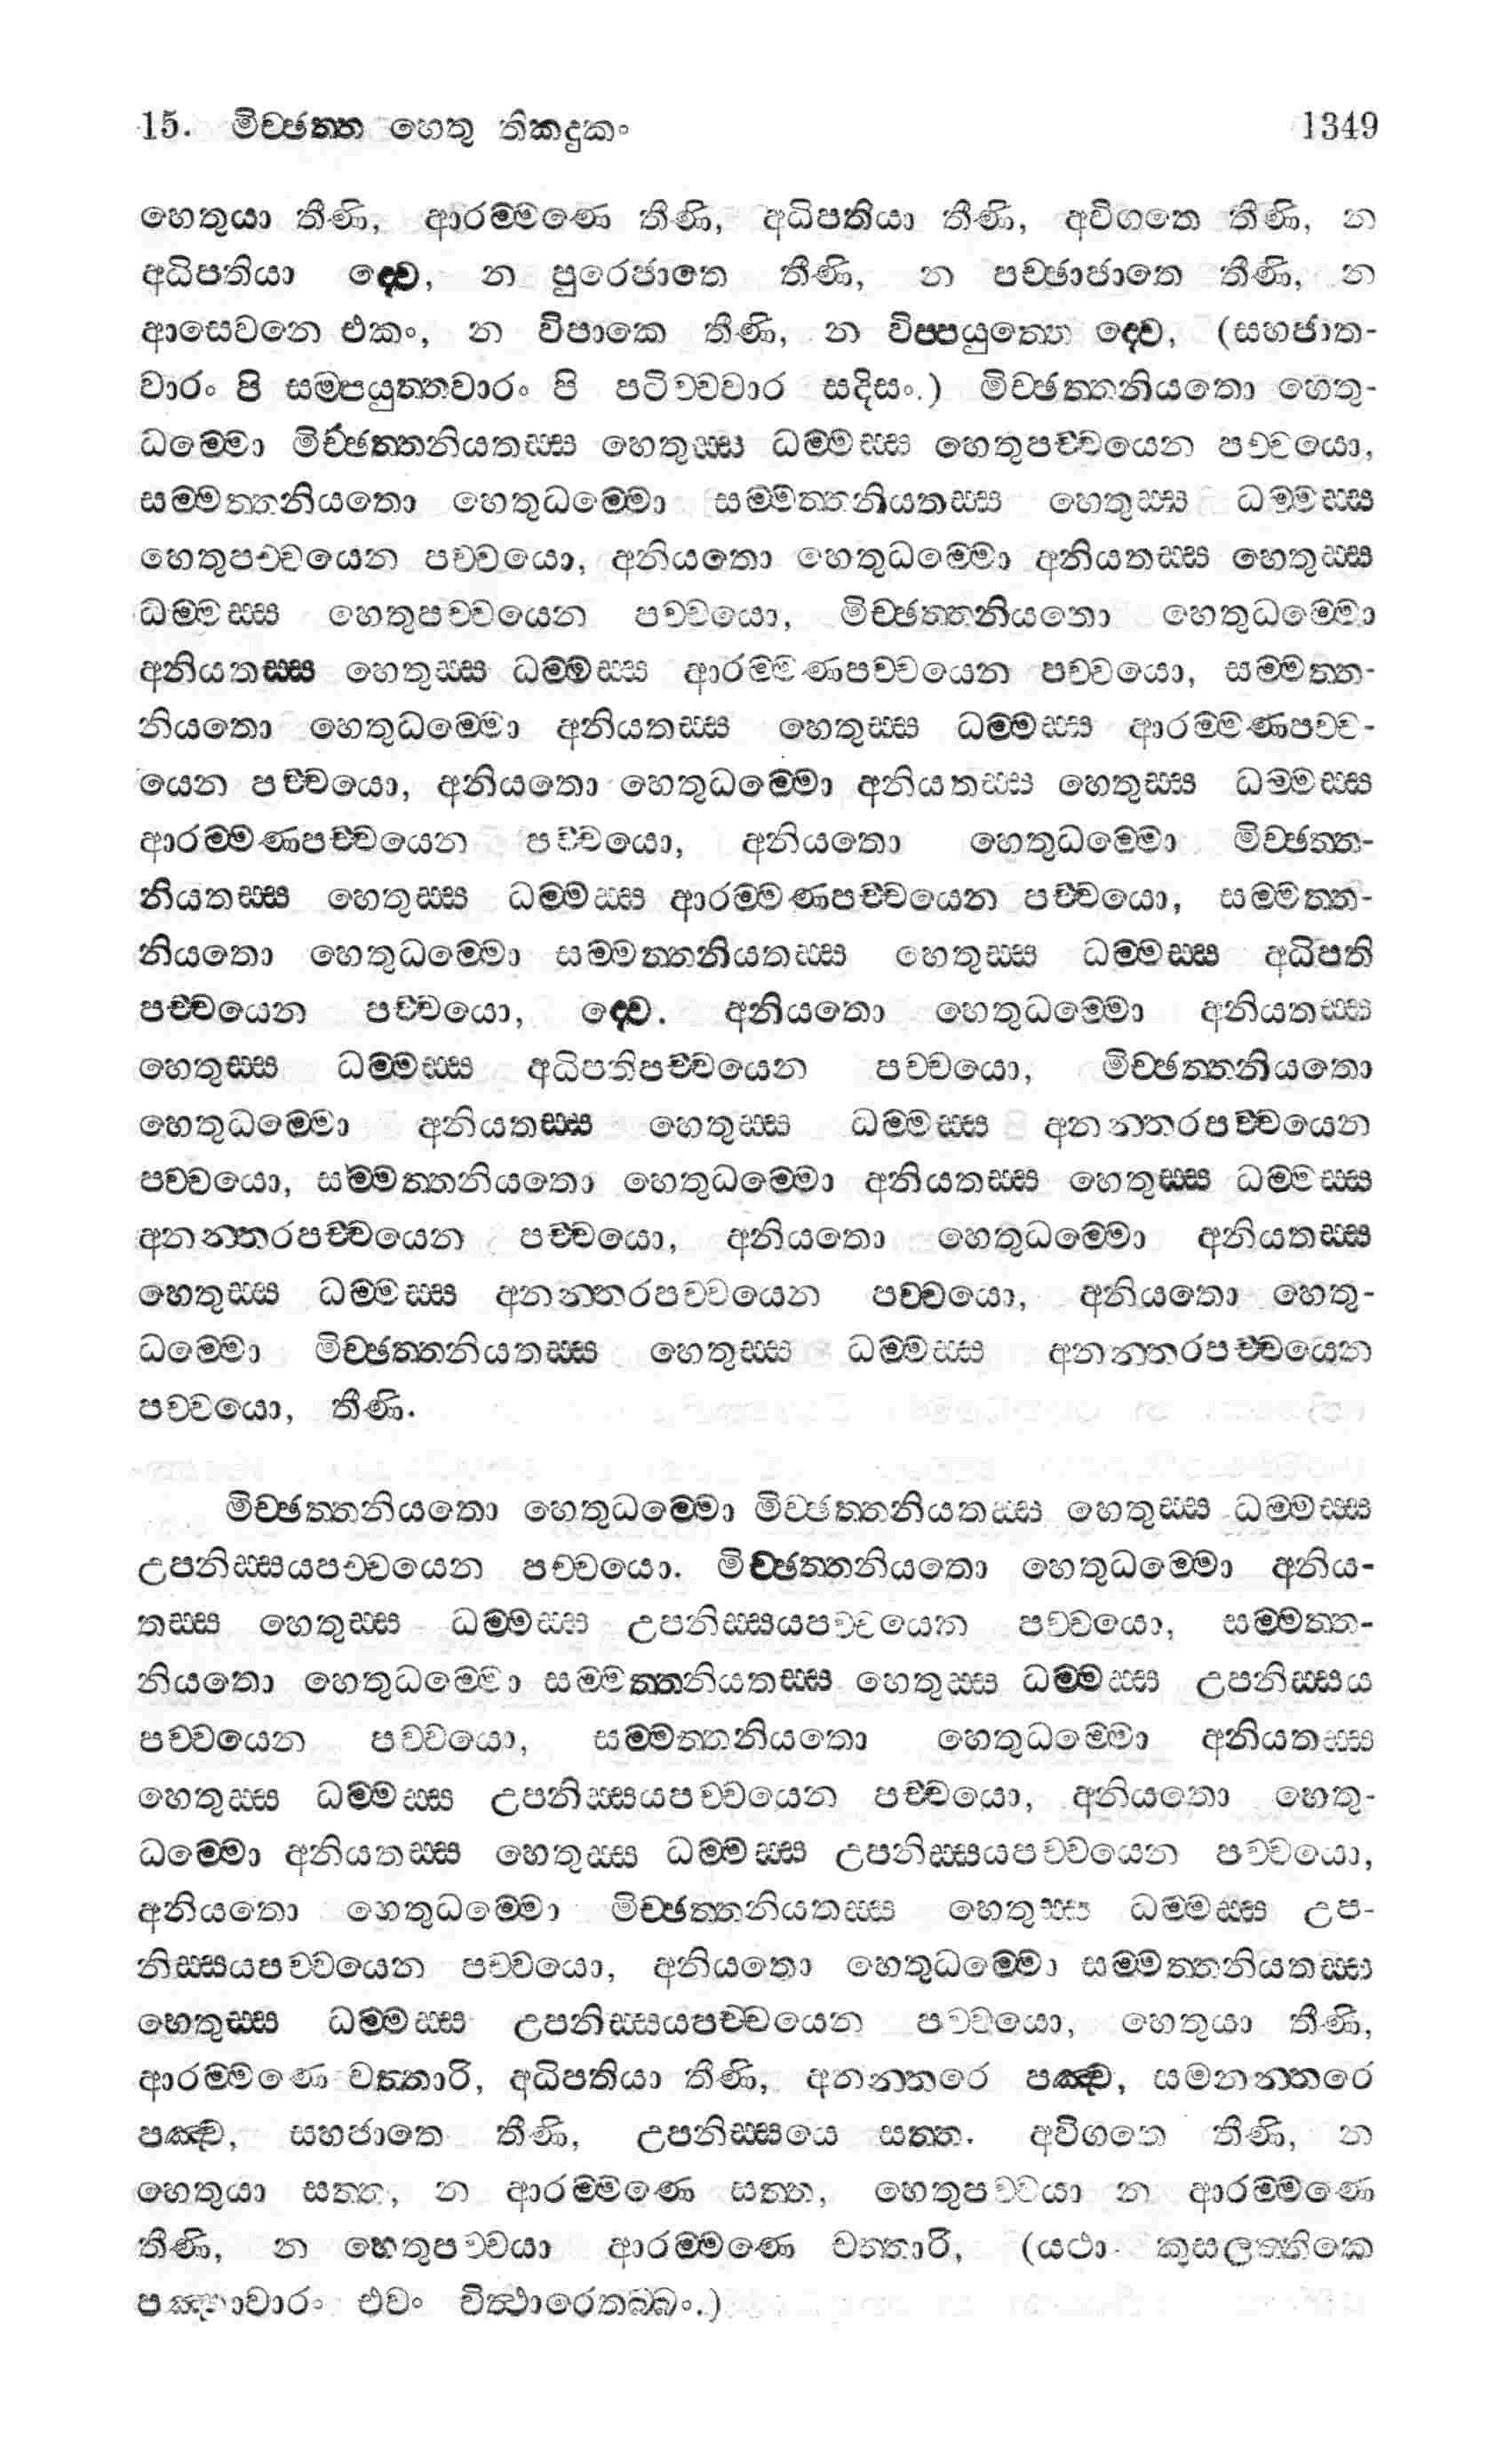 15. මිච්ඡත්ත හෙතු තිකදුකං 1349
හෙතුයා තීණි, ආරම්මණෙ තීණි, අධිපතියා තීණි, අවිගතෙ තීණි, න
අධිපතියා ද්වෙ, න පුරෙජාතෙ තීණි, න පච්ඡාජාතෙ තීණි, න
ආසෙවනෙ එකං, න විපාකෙ තීණි, න විප්පයුත්තෙ ද්වෙ, (සහජාත-
වාරං පි සම්පයුත්තවාරං පි පටිච්චවාර සදිසං.) මිච්ඡත්තනියතො හෙතු-
ධම්මො මිච්ඡත්තනියතස්ස හෙතුස්ස ධම්මස්ස හෙතුපච්චයෙන පච්චයො,
සම්මත්තනියතො හෙතුධම්මො සම්මත්තනියතස්ස හෙතුස්ස ධම්මස්ස
හෙතුපච්චයෙන පච්චයො, අනියතො හෙතුධම්මො අනියතස්ස හෙතුස්ස
ධම්මස්ස හෙතුපච්චයෙන පච්චයො, මිච්ඡත්තනියතො හෙතුධම්මො
අනියතස්ස හෙතුස්ස ධම්මස්ස ආරම්මණපච්චයෙන පච්චයො, සම්මත්ත-
නියතො හෙතුධම්මො අනියතස්ස හෙතුස්ස ධම්මස්ස ආරම්මණපච්ච-
යෙන පච්චයො, අනියතො හෙතුධම්මො අනියතස්ස හෙතුස්ස ධම්මස්ස
ආරම්මණපච්චයෙන පච්චයො, අනියතො හෙතුධම්මො මිච්ඡත්ත-
නියතස්ස හෙතුස්ස ධම්මස්ස ආරම්මණපච්චයෙන පච්චයො, සම්මත්ත-
නියතො හෙතුධම්මො සම්මත්තනියතස්ස හෙතුස්ස ධම්මස්ස අධිපති
පච්චයෙන පච්චයො, ද්වෙ. අනියතො හෙතුධම්මො අනියතස්ස
හෙතුස්ස ධම්මස්ස අධිපතිපච්චයෙන පච්චයො, මිච්ඡත්තනියතො
හෙතුධම්මො අනියතස්ස හෙතුස්ස ධම්මස්ස අනන්තරපච්චයෙන
පච්චයො, සම්මත්තනියතො හෙතුධම්මො අනියතස්ස හෙතුස්ස ධම්මස්ස
අනන්තරපච්චයෙන පච්චයො, අනියතො හෙතුධම්මො අනියතස්ස
හෙතුස්ස ධම්මස්ස අනන්තරපච්චයෙන පච්චයො, අනියතො හෙතු-
ධම්මො මිච්ඡත්තනියතස්ස හෙතුස්ස ධම්මස්ස අනන්තරපච්චයෙන
පච්චයො, තීණි.
මිච්ඡත්තනියතො හෙතුධම්මො මිච්ඡත්තනියතස්ස හෙතුස්ස ධම්මස්ස
උපනිස්සයපච්චයෙන පච්චයො. මිච්ඡත්තනියතො හෙතුධම්මො අනිය-
තස්ස හෙතුස්ස ධම්මස්ස උපනිස්සයපච්චයෙන පච්චයො, සම්මත්ත-
නියතො හෙතුධම්මො සම්මත්තනියතස්ස හෙතුස්ස ධම්මස්ස උපනිස්සය
පච්චයෙන පච්චයො, සම්මත්තනියතො හෙතුධම්මො අනියතස්ස
හෙතුස්ස ධම්මස්ස උපනිස්සයපච්චයෙන පච්චයො, අනියතො හෙතු-
ධම්මො අනියතස්ස හෙතුස්ස ධම්මස්ස උපනිස්සයපච්චයෙන පච්චයො,
අනියතො හෙතුධම්මො මිච්ඡත්තනියතස්ස හෙතුස්ස ධම්මස්ස උප-
නිස්සයපච්චයෙන පච්චයො, අනියතො හෙතුධම්මො සම්මත්තනියතස්ස
හෙතුස්ස ධම්මස්ස උපනිස්සයපච්චයෙන පච්චයො, හෙතුයා තීණි,
ආරම්මණෙ චත්තාරි, අධිපතියා තීණි, අනන්තරෙ පඤ්ච, සමනන්තරෙ
පඤ්ච, සහජාතෙ තීණි, උපනිස්සයෙ සත්ත. අවිගතෙ තීණි, න
හෙතුයා සත්ත, න ආරම්මණෙ සත්ත, හෙතුපච්චයා න ආරම්මණෙ
තීණි, න හෙතුපච්චයා ආරම්මණෙ චත්තාරි, (යථා කුසලත්තිකෙ
පඤ්හාවාරං එවං විත්ථාරෙතබ්බං.)